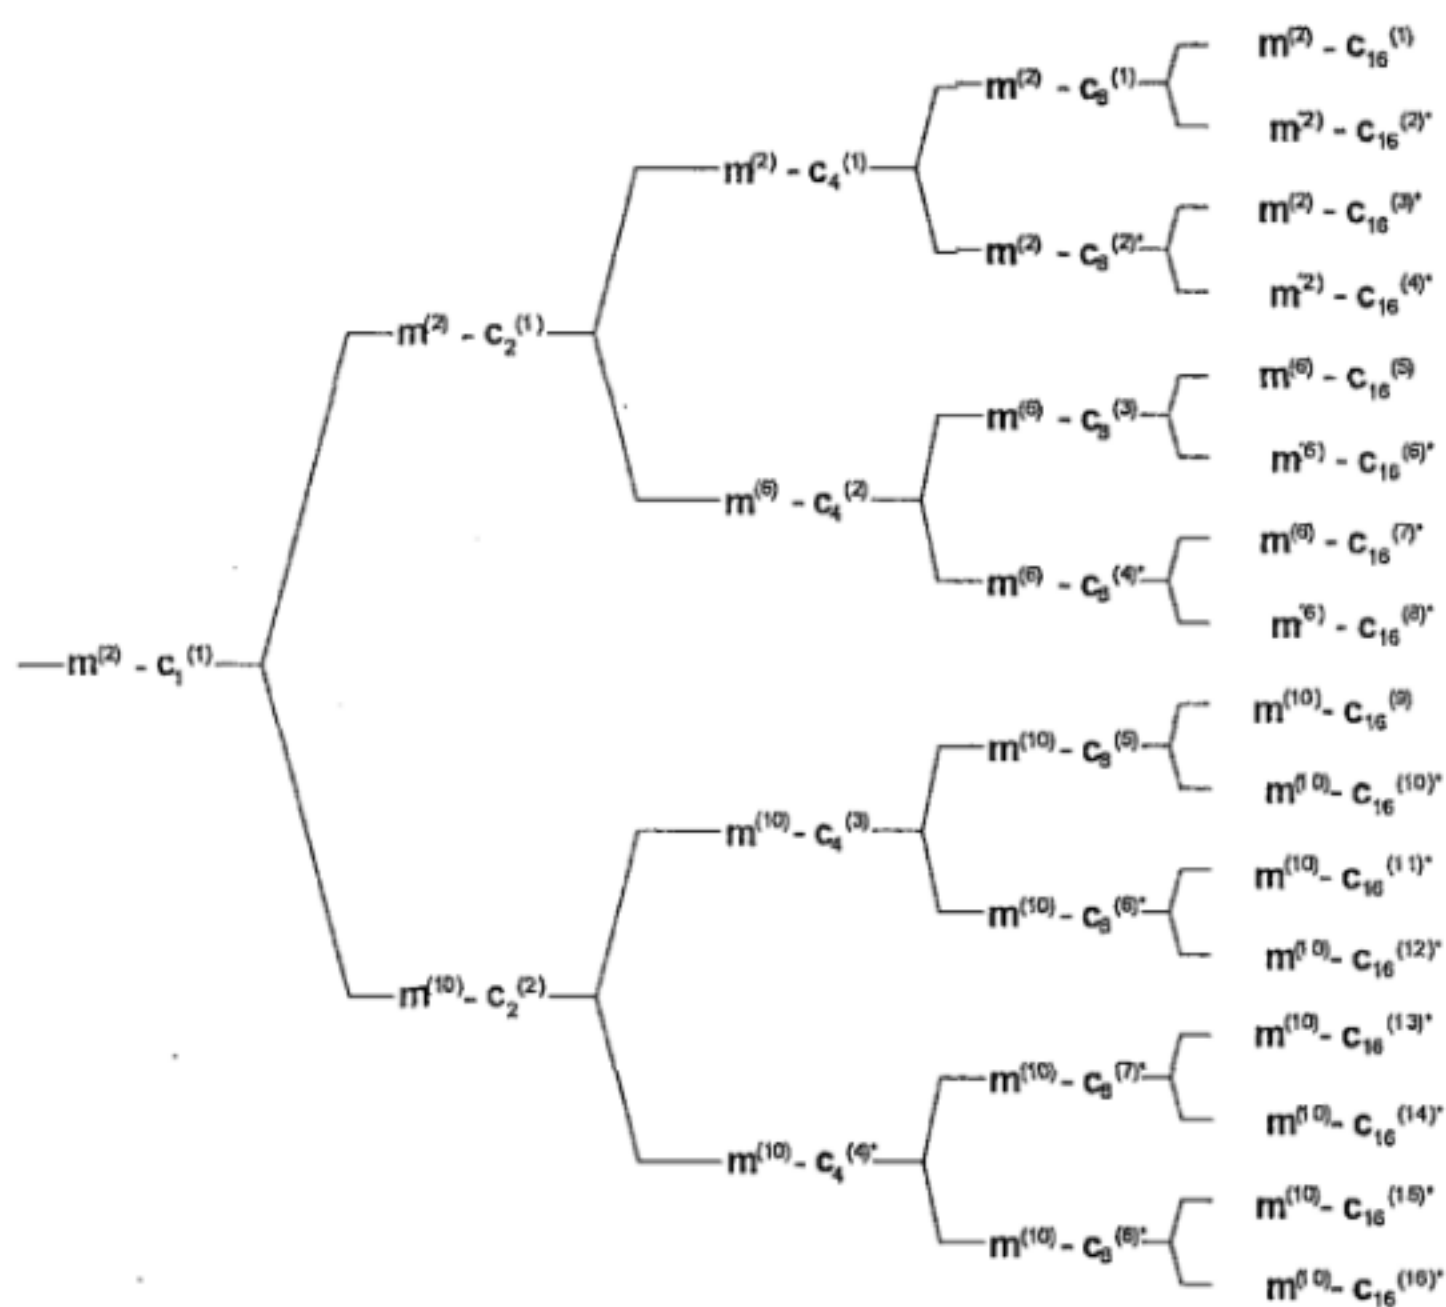 m(2) - c16(1)
m(2) - c8(1)
m(2) - c16(2)*
m(2) - c4(1)
m(2) - c16(3)*
m(2) - c8(2)*
m(2) - c16(4)*
m(2) - c2(1)
m(6) - c16(5)
m(6) - c8(3)
m(6) - c16(6)*
m(6) - c4(2)
m(6) - c16(7)*
m(6) - c8(4)*
m(6) - c16(8)*
m(2) - c1(1)
m(10) - c16(9)
m(10) - c8(5)
m(10) - c16(10)*
m(10) - c4(3)
m(10) - c16(11)*
m(10) - c8(6)*
m(10) - c16(12)*
m(10) - c2(2)
m(10) - c16(13)*
m(10) - c8(7)*
m(10) - c16(14)*
m(10) - c4(4)*
m(10) - c16(15)*
m(10) - c8(8)*
m(10) - c16(16)*